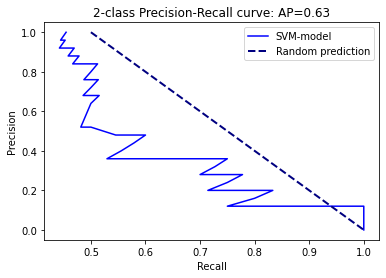 2-class Precision-Recall curve: AP=0.63
SVM-model
Random prediction
1.0
0.8
0.6
0.4
0.2
0.0
Precision
0.5
0.6
0.7
0.8
0.9
1.0
Recall